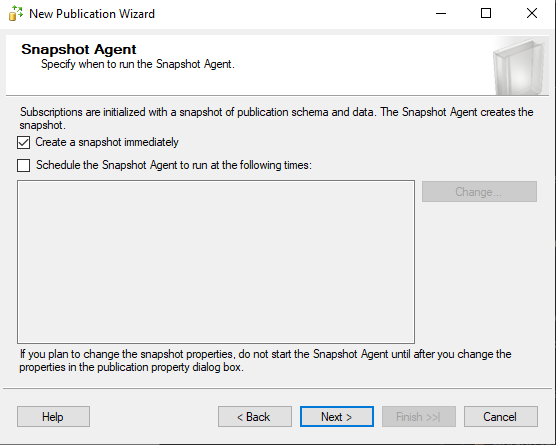 New Publication Wizard
Snapshot Agent
Specify when to run the Snapshot Agent.
Subscriptions are initialized with a snapshot of publication schema and data. The Snapshot Agent creates the
snapshot.
Create a snapshot immediately
Schedule the Snapshot Agent to run at the following times:
Change...
If you plan to change the snapshot properties, do not start the Snapshot Agent until after you change the
properties in the publication property dialog box.
Help
< Back
Next >
Finish >>|
Cancel